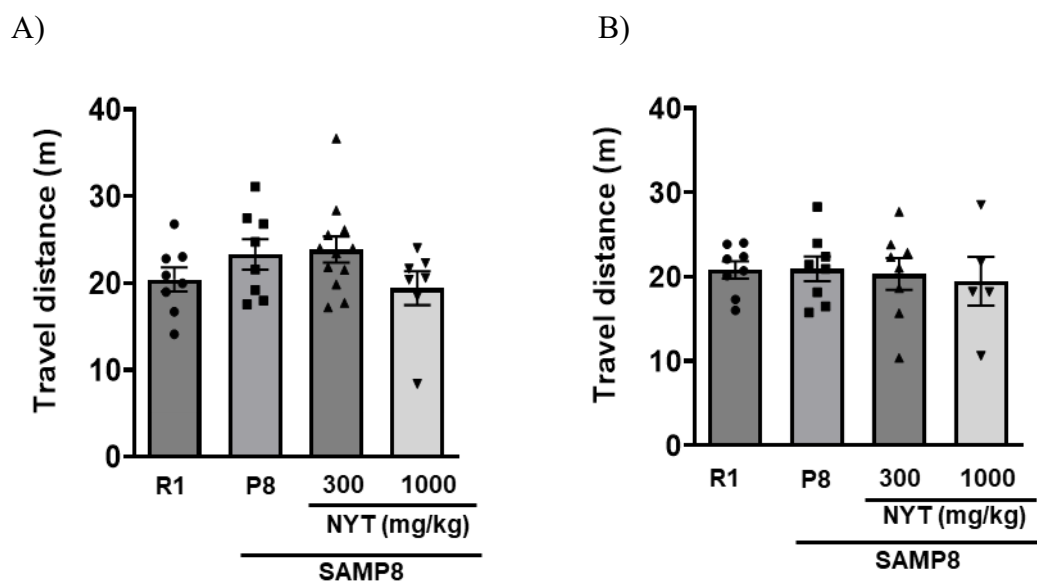 A)
Travel distance (m)
40
30
20
10
0
R1 P8 300 1000
NYT (mg/kg)
SAMP8
B)
Travel distance (m)
40
30
20
10
0
R1 P8 300 1000
NYT (mg/kg)
SAMP8